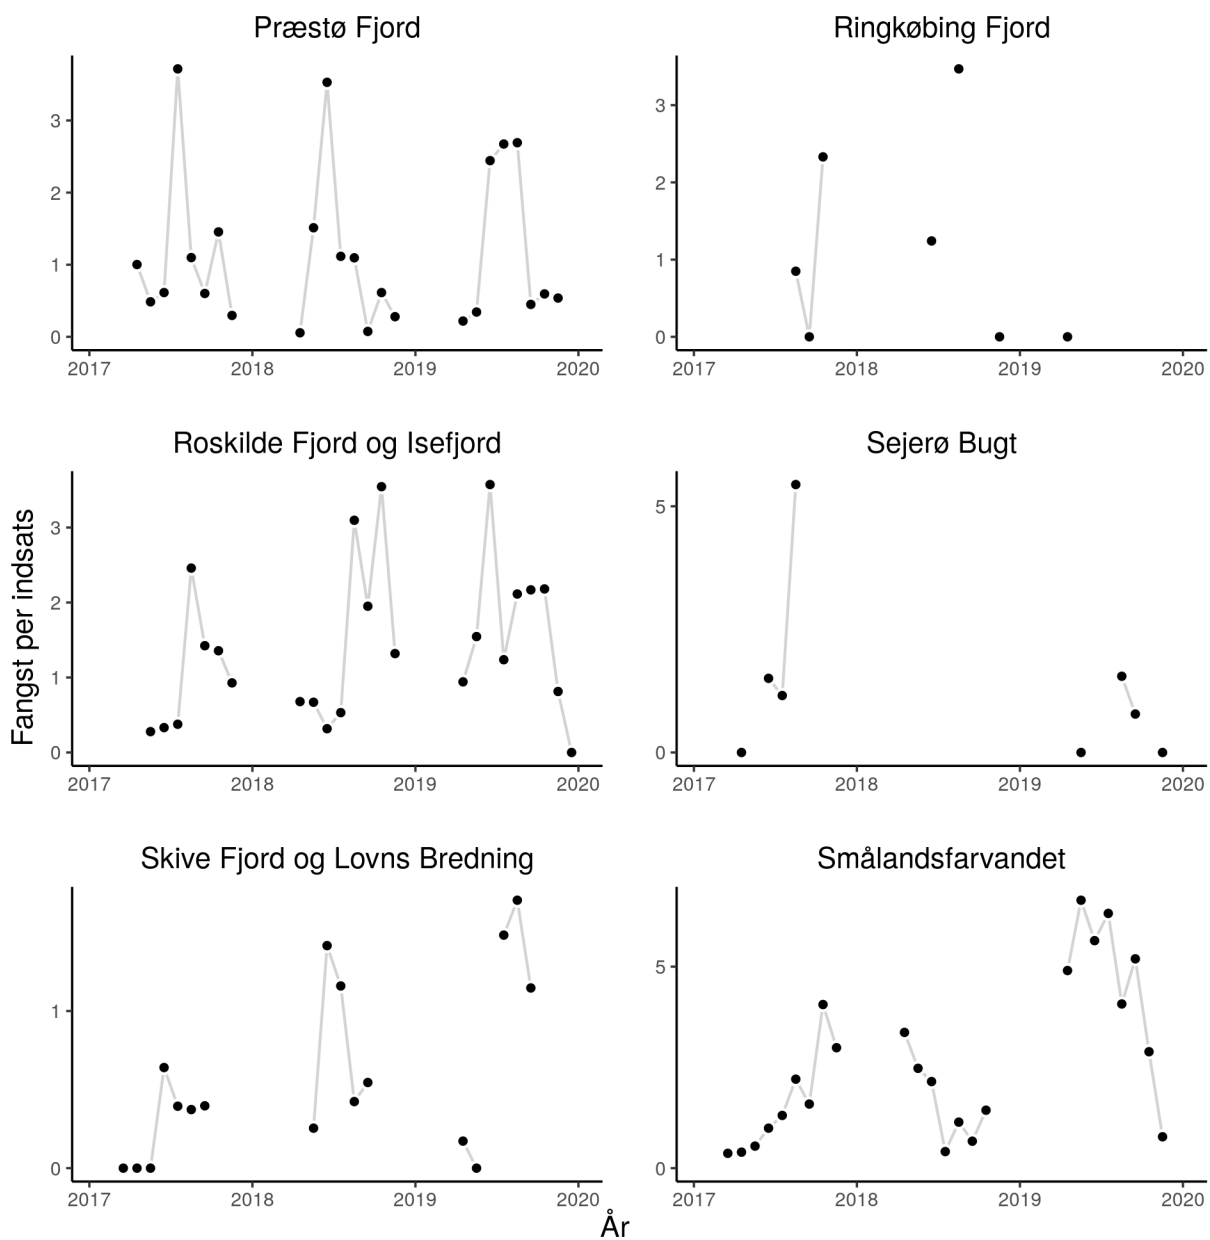 Præstø Fjord
Ringkøbing Fjord
3
2
1
0
2017 2018 2019 2020
3
2
1
0
2017 2018 2019 2020
Roskilde Fjord og Isefjord
Sejerø Bugt
Fangst per indsats
3
2
1
0
2017 2018 2019 2020
5
0
2017 2018 2019 2020
Skive Fjord og Lovns Bredning
Smålandsfarvandet
1
0
2017 2018 2019 2020
5
0
2017 2018 2019 2020
År